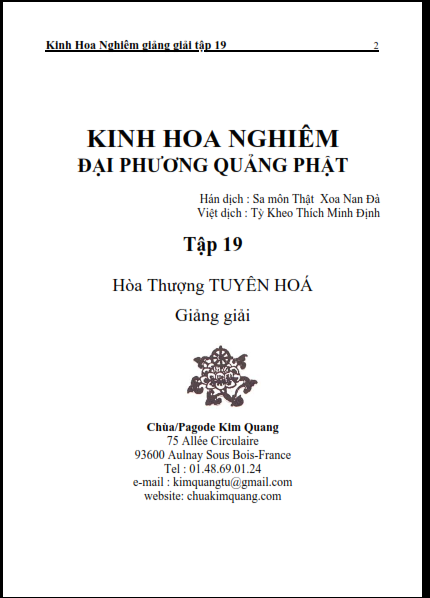 Kinh Hoa Nghiêm giảng giải tập 19 2
KINH HOA NGHIÊM
ĐẠI PHƯƠNG QUẢNG PHẬT
Hán dịch : Sa môn Thật Xoa Nan Đà
Việt dịch : Tỳ Kheo Thích Minh Định
Tập 19
Hòa Thượng TUYÊN HOÁ
Giảng giải
Chùa/Pagode Kim Quang
75 Allée Circulaire
93600 Aulnay Sous Bois-France
Tel : 01.48.69.01.24
e-mail : kimquangtu@gmail.com
website: chuakimquang.com